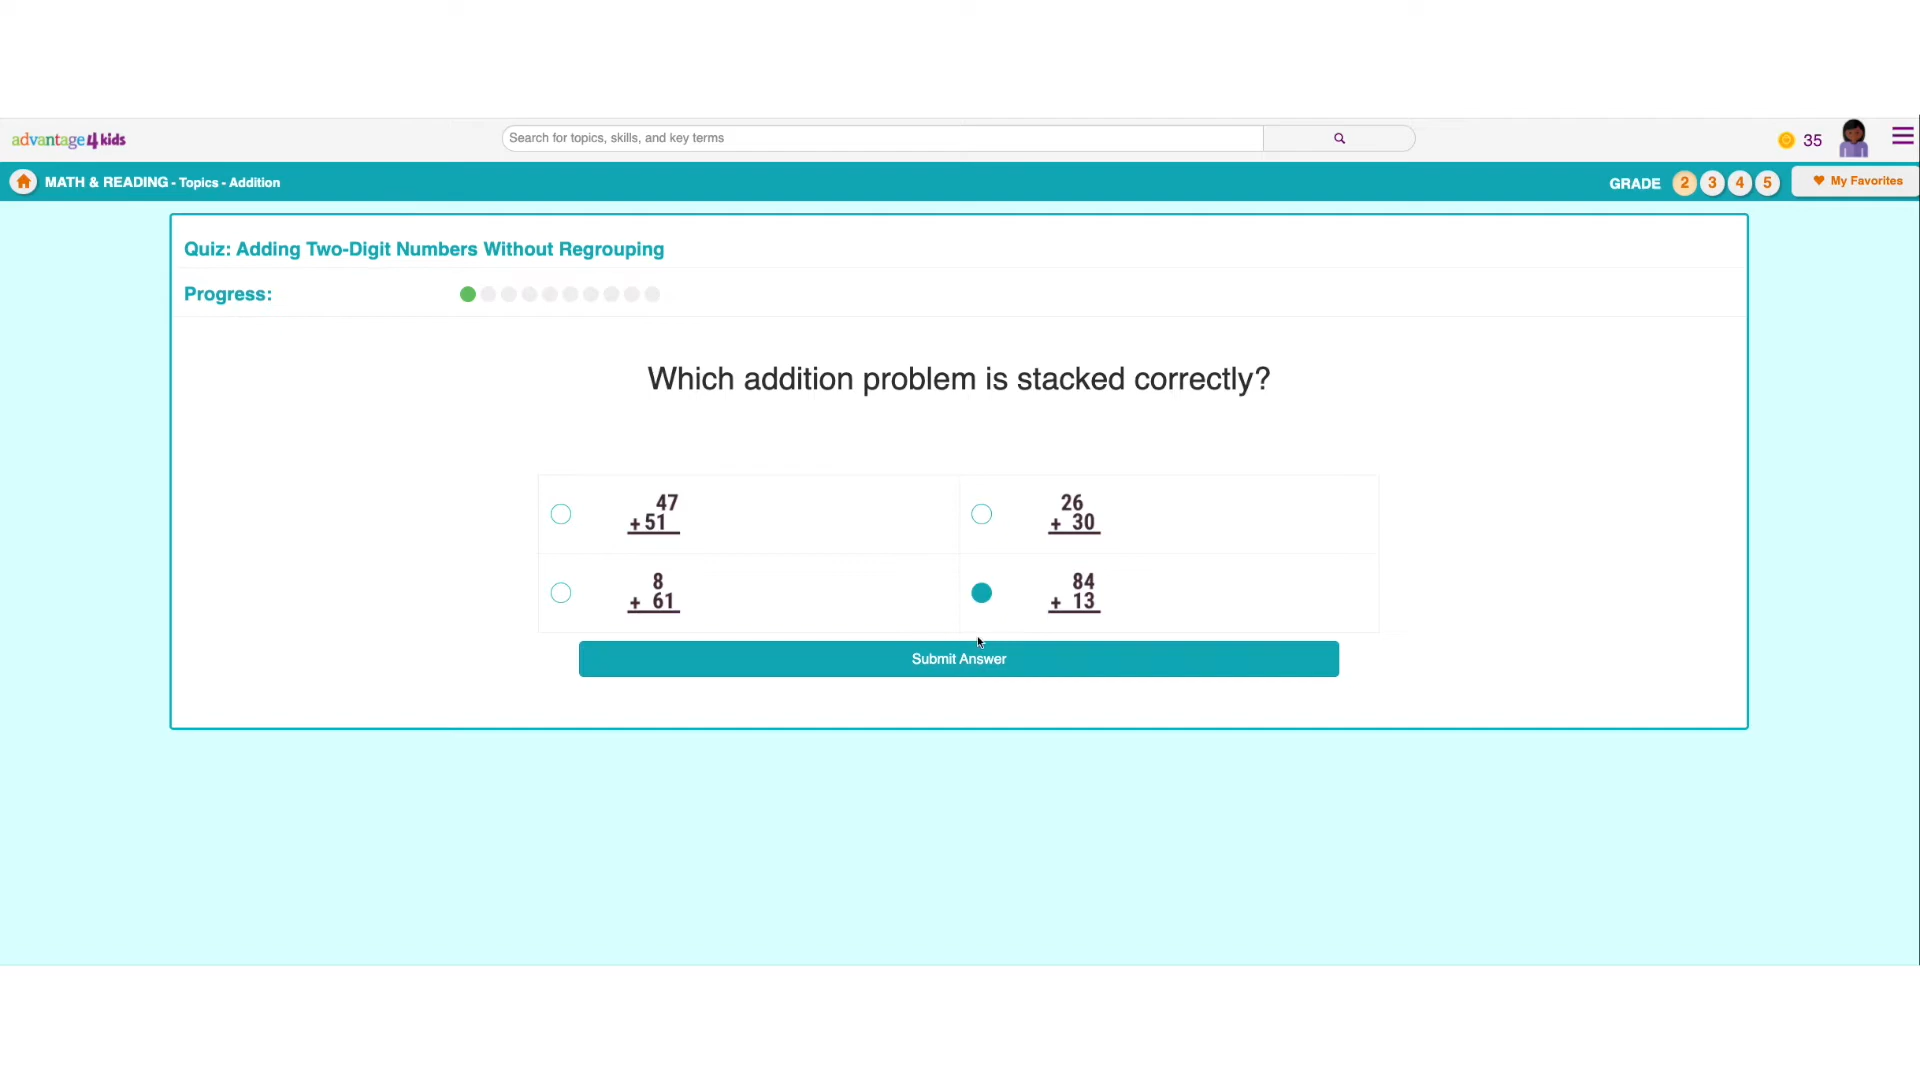 advantage4kids
Search for topics, skills, and key terms
35
MATH & READING - Topics - Addition
GRADE 2 3 4 5
My Favorites
Quiz: Adding Two-Digit Numbers Without Regrouping
Progress:
Which addition problem is stacked correctly?
47
+51
26
+ 30
8
+ 61
84
+ 13
Submit Answer